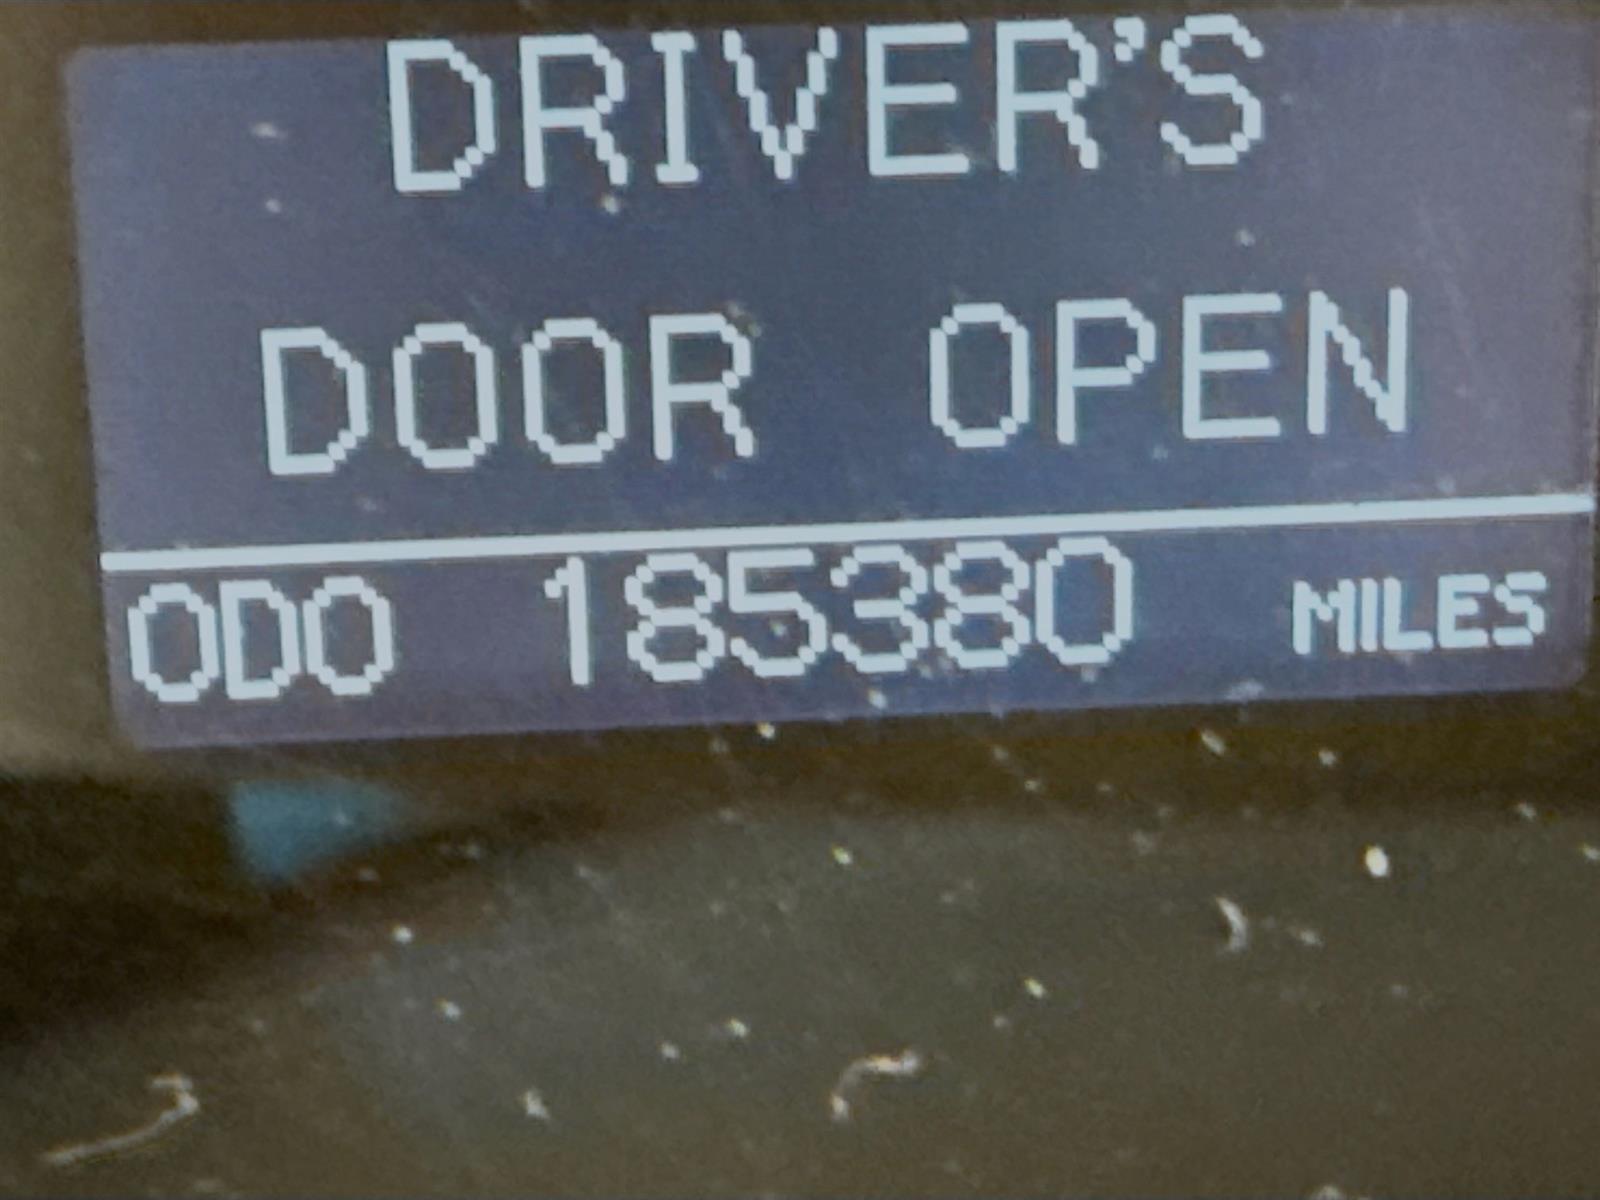 DRIVER'S
DOOR OPEN
ODO 185380 MILES